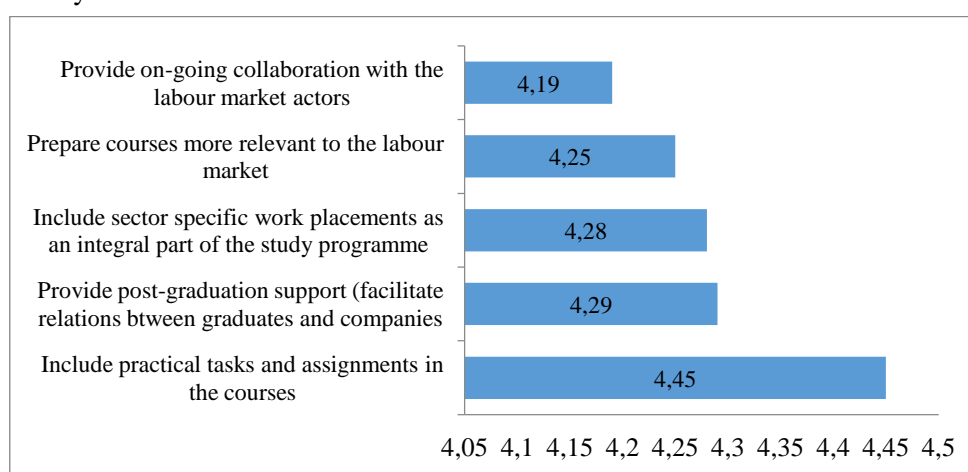 Provide on-going collaboration with the
labour market actors
4,19
Prepare courses more relevant to the labour
market
4,25
Include sector specific work placements as
an integral part of the study programme
4,28
Provide post-graduation support (facilitate
relations btween graduates and companies
4,29
Include practical tasks and assignments in
the courses
4,45
4,05 4,1 4,15 4,2 4,25 4,3 4,35 4,4 4,45 4,5